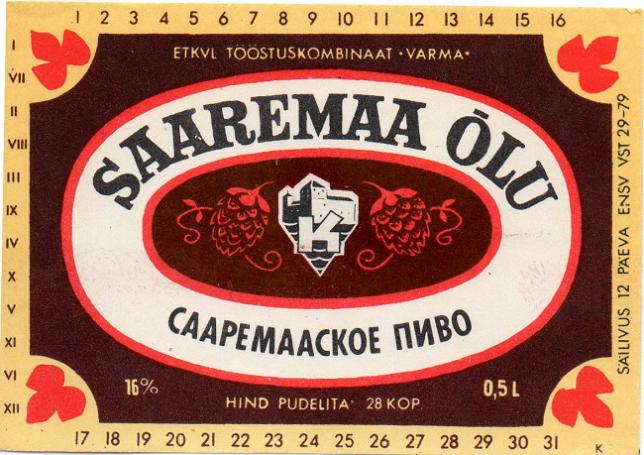 1 2 3 4 5 6 7 8 9 10 11 12 13 14 15 16
ETKVL TÖÖSTUSKOMBINAAT "VARMA"
SAAREMAA ÕLU
K
СААРЕМААСКОЕ ПИВО
16%
0,5 L
HIND PUDELITA 28 KOP.
17 18 19 20 21 22 23 24 25 26 27 28 29 30 31
K
I
VII
II
VIII
III
IX
IV
X
V
XI
VI
XII
SÄILIVUS 12 PÄEVA ENSV VST 29-79